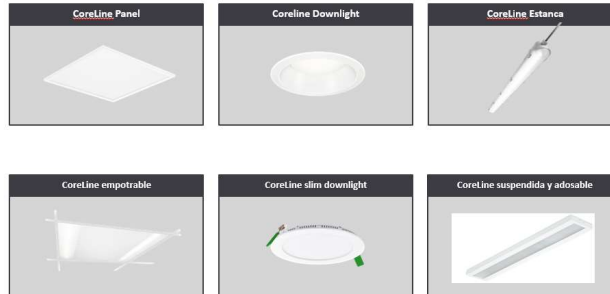 CoreLine Panel
Coreline Downlight
CoreLine Estanca
CoreLine empotrable
CoreLine slim downlight
CoreLine suspendida y adosable